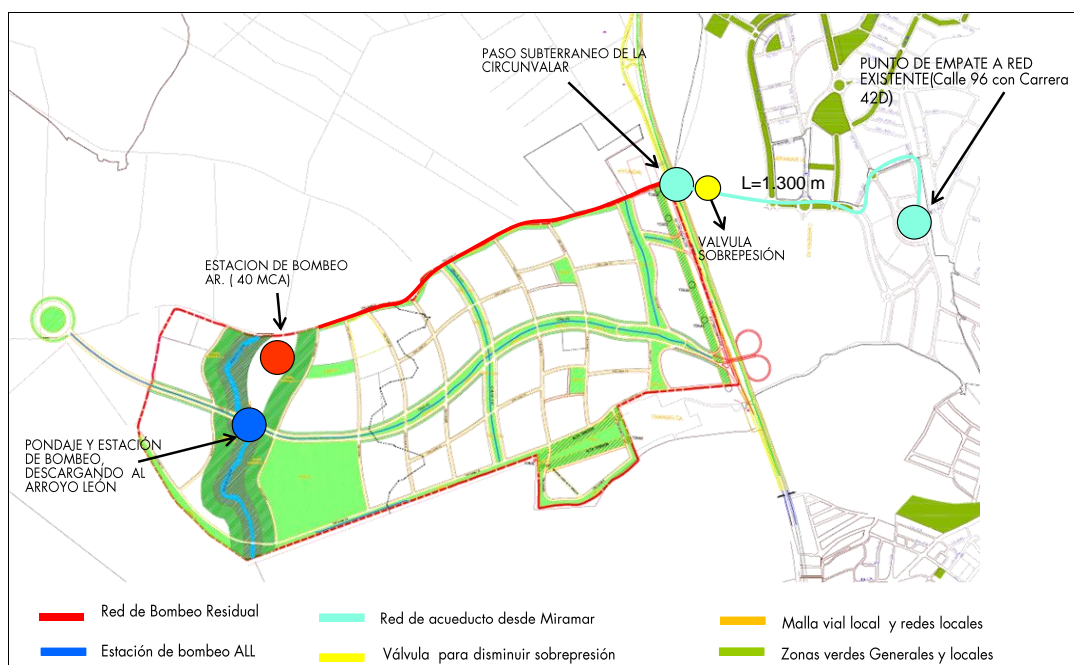 PASO SUBTERRANEO DE LA
CIRCUNVALAR
PUNTO DE EMPATE A RED
EXISTENTE(Calle 96 con Carrera
42D)
L=1.300 m
VALVULA
SOBREPESIÓN
ESTACION DE BOMBEO
AR. ( 40 MCA)
PONDAJE Y ESTACIÓN
DE BOMBEO,
DESCARGANDO AL
ARROYO LEÓN
Red de Bombeo Residual
Red de acueducto desde Miramar
Malla vial local y redes locales
Estación de bombeo ALL
Válvula para disminuir sobrepresión
Zonas verdes Generales y locales